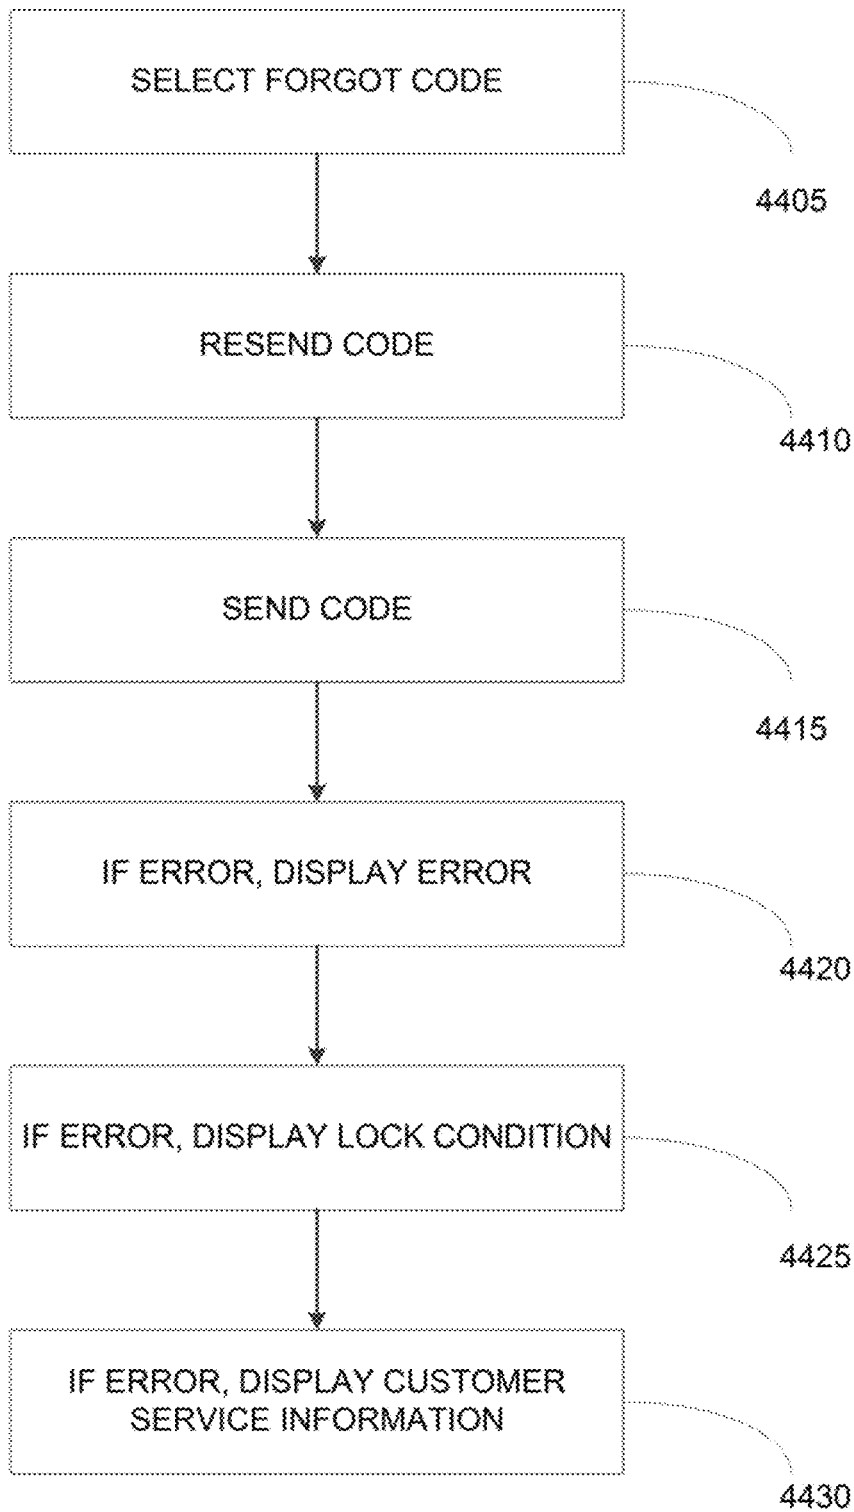 SELECT FORGOT CODE
4405
RESEND CODE
4410
SEND CODE
4415
IF ERROR, DISPLAY ERROR
4420
IF ERROR, DISPLAY LOCK CONDITION
4425
IF ERROR, DISPLAY CUSTOMER
SERVICE INFORMATION
4430